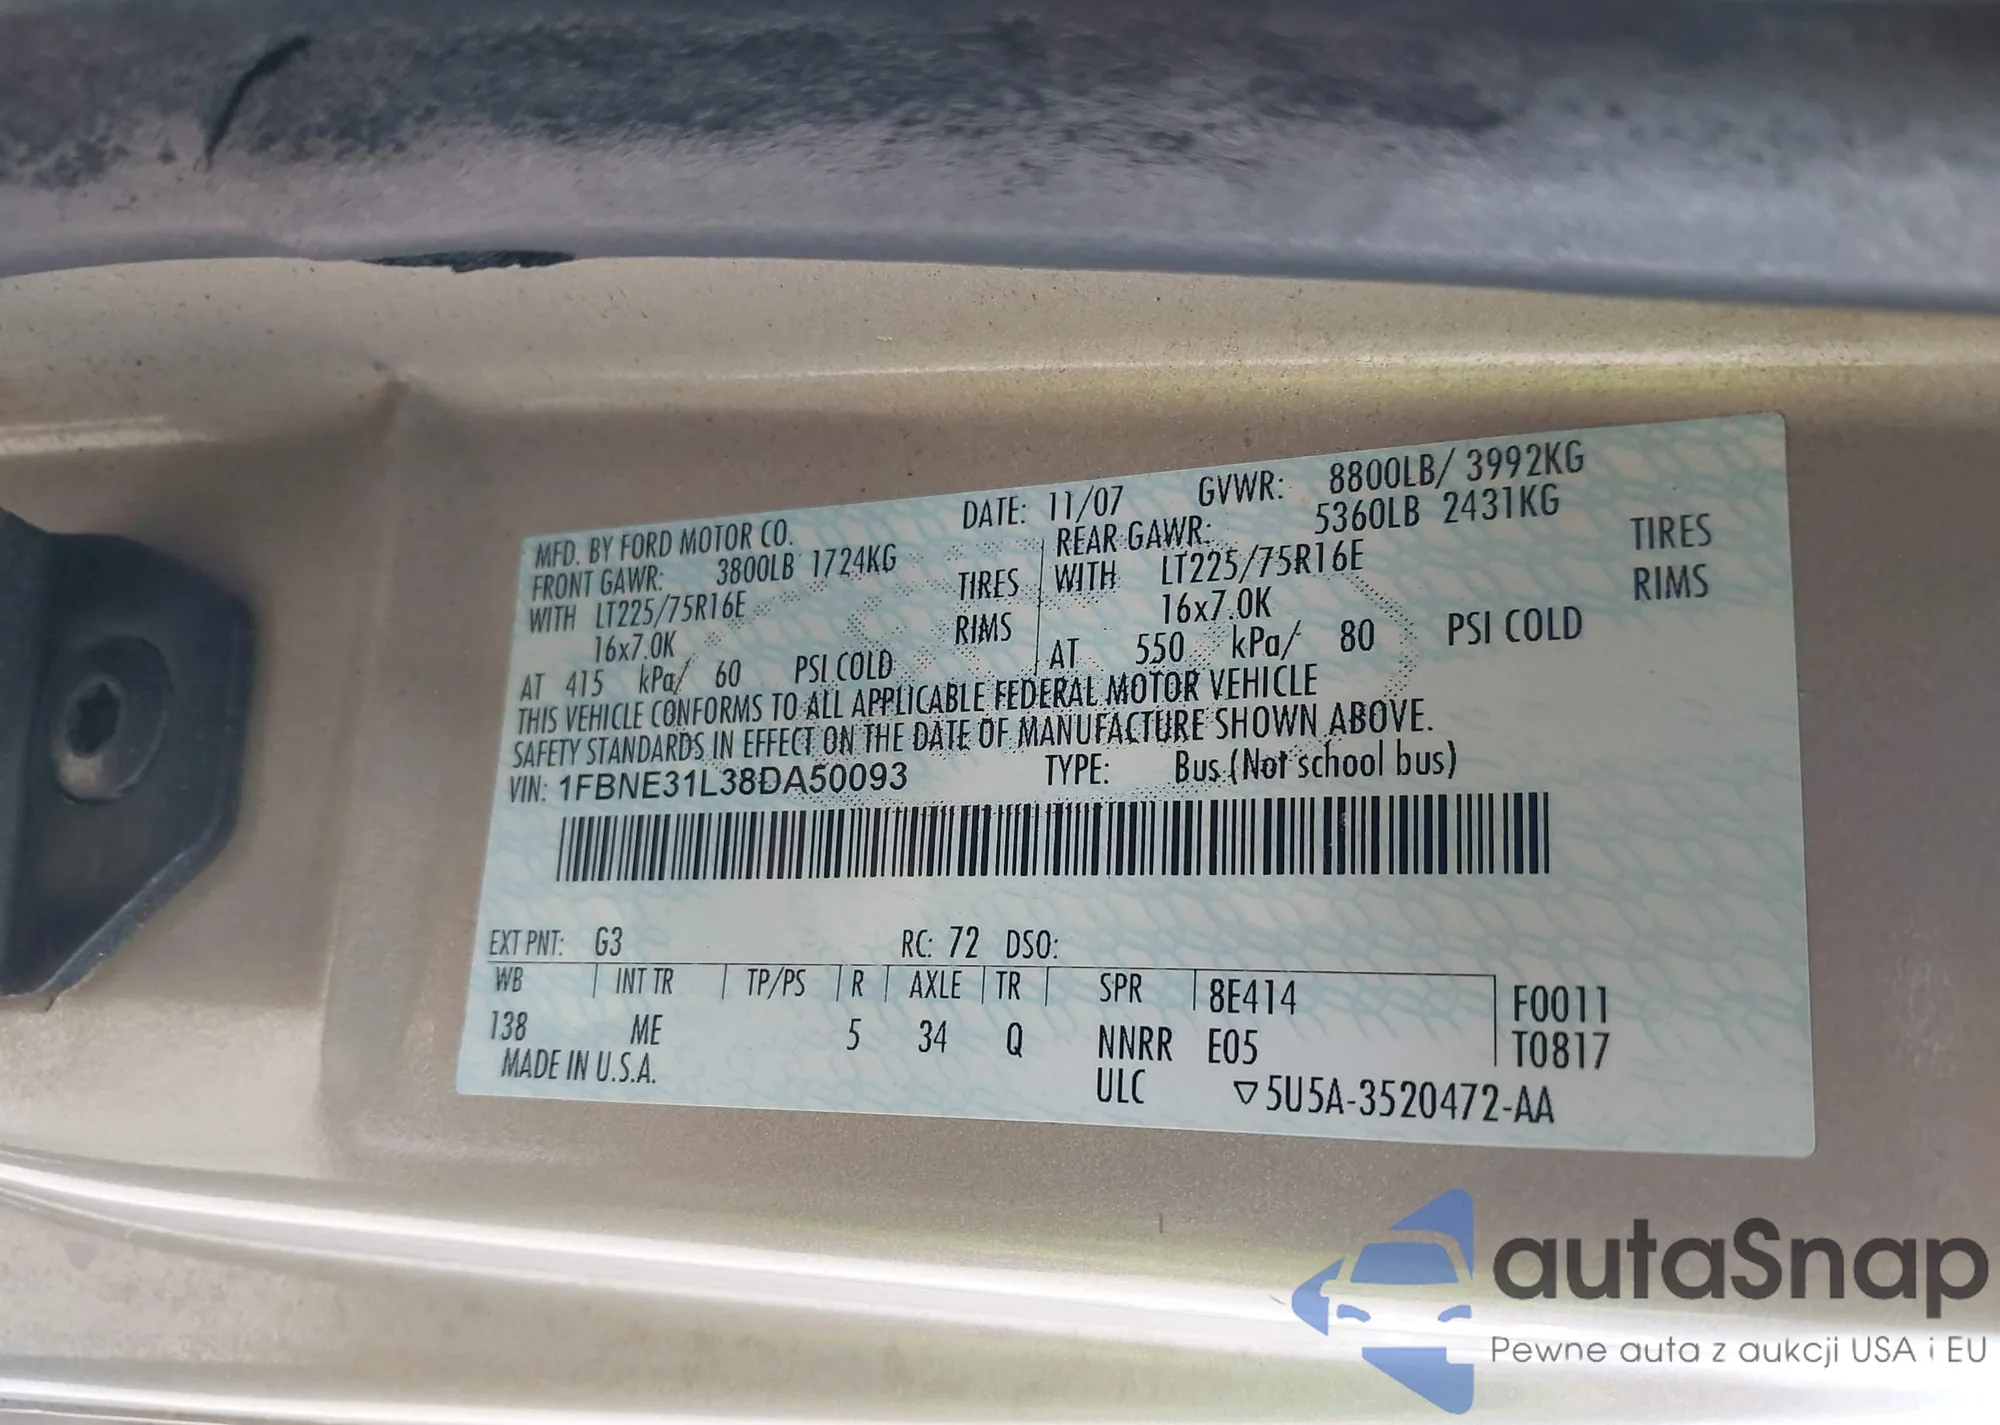 MFD. BY FORD MOTOR CO. DATE: 11/07 GVWR: 8800LB/ 3992KG
FRONT GAWR: 3800LB 1724KG REAR GAWR: 5360LB 2431KG
WITH LT225/75R16E TIRES WITH LT225/75R16E TIRES
16x7.0K RIMS 16x7.0K RIMS
AT 415 kPa/ 60 PSI COLD AT 550 kPa/ 80 PSI COLD
THIS VEHICLE CONFORMS TO ALL APPLICABLE FEDERAL MOTOR VEHICLE
SAFETY STANDARDS IN EFFECT ON THE DATE OF MANUFACTURE SHOWN ABOVE.
VIN: 1FBNE31L38DA50093 TYPE: Bus (Not school bus)
EXT PNT: G3 RC: 72 DSO:
WB INT TR TP/PS R AXLE TR SPR 8E414 F0011
138 ME 5 34 Q NNRR E05 T0817
MADE IN U.S.A. ULC ▽5U5A-3520472-AA
autaSnap
Pewne auta z aukcji USA i EU